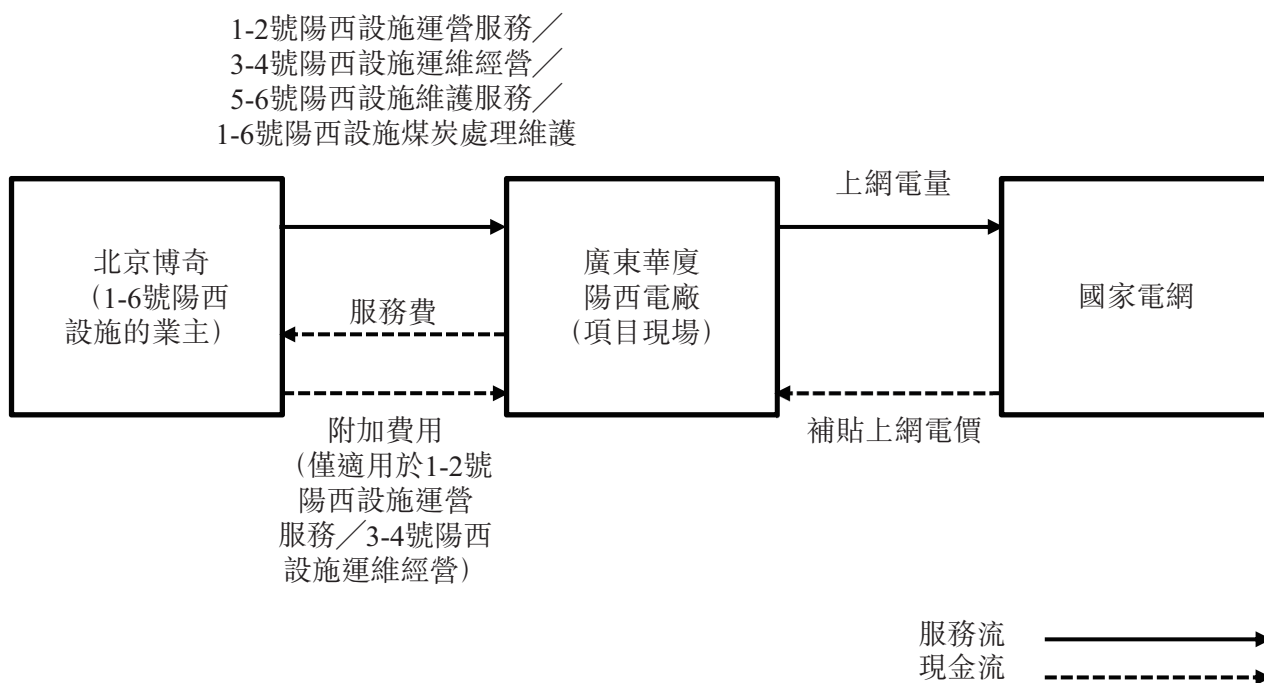 1-2號陽西設施運營服務／
3-4號陽西設施運維經營／
5-6號陽西設施維護服務／
1-6號陽西設施煤炭處理維護
北京博奇
（1-6號陽西
設施的業主）
服務費
附加費用
（僅適用於1-2號
陽西設施運營
服務／3-4號陽西
設施運維經營）
廣東華廈
陽西電廠
（項目現場）
上網電量
補貼上網電價
國家電網
服務流
現金流